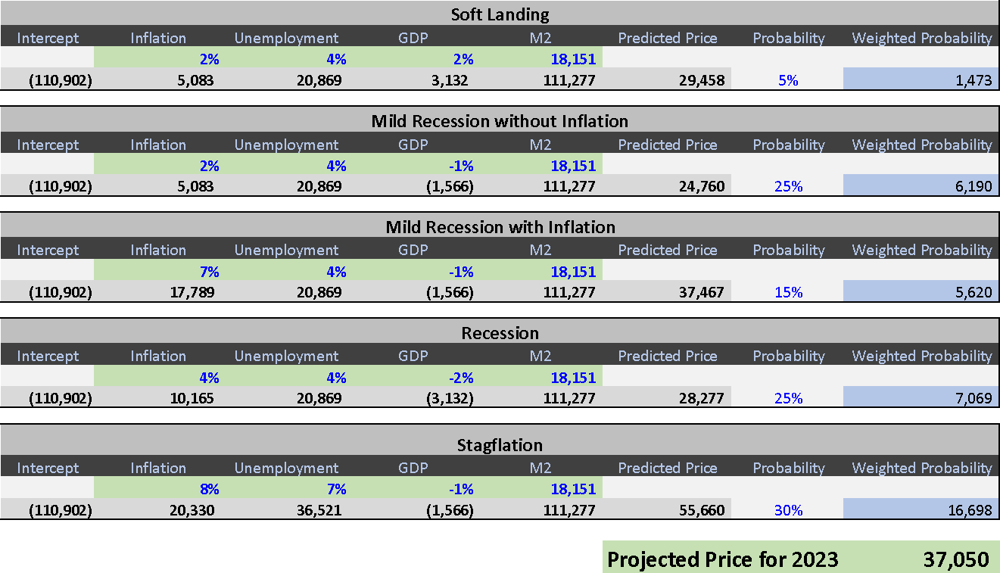 Soft Landing
Intercept Inflation Unemployment GDP M2 Predicted Price Probability Weighted Probability
2% 4% 2% 18,151
(110,902) 5,083 20,869 3,132 111,277 29,458 5% 1,473
Mild Recession without Inflation
Intercept Inflation Unemployment GDP M2 Predicted Price Probability Weighted Probability
2% 4% -1% 18,151
(110,902) 5,083 20,869 (1,566) 111,277 24,760 25% 6,190
Mild Recession with Inflation
Intercept Inflation Unemployment GDP M2 Predicted Price Probability Weighted Probability
7% 4% -1% 18,151
(110,902) 17,789 20,869 (1,566) 111,277 37,467 15% 5,620
Recession
Intercept Inflation Unemployment GDP M2 Predicted Price Probability Weighted Probability
4% 4% -2% 18,151
(110,902) 10,165 20,869 (3,132) 111,277 28,277 25% 7,069
Stagflation
Intercept Inflation Unemployment GDP M2 Predicted Price Probability Weighted Probability
8% 7% -1% 18,151
(110,902) 20,330 36,521 (1,566) 111,277 55,660 30% 16,698
Projected Price for 2023 37,050